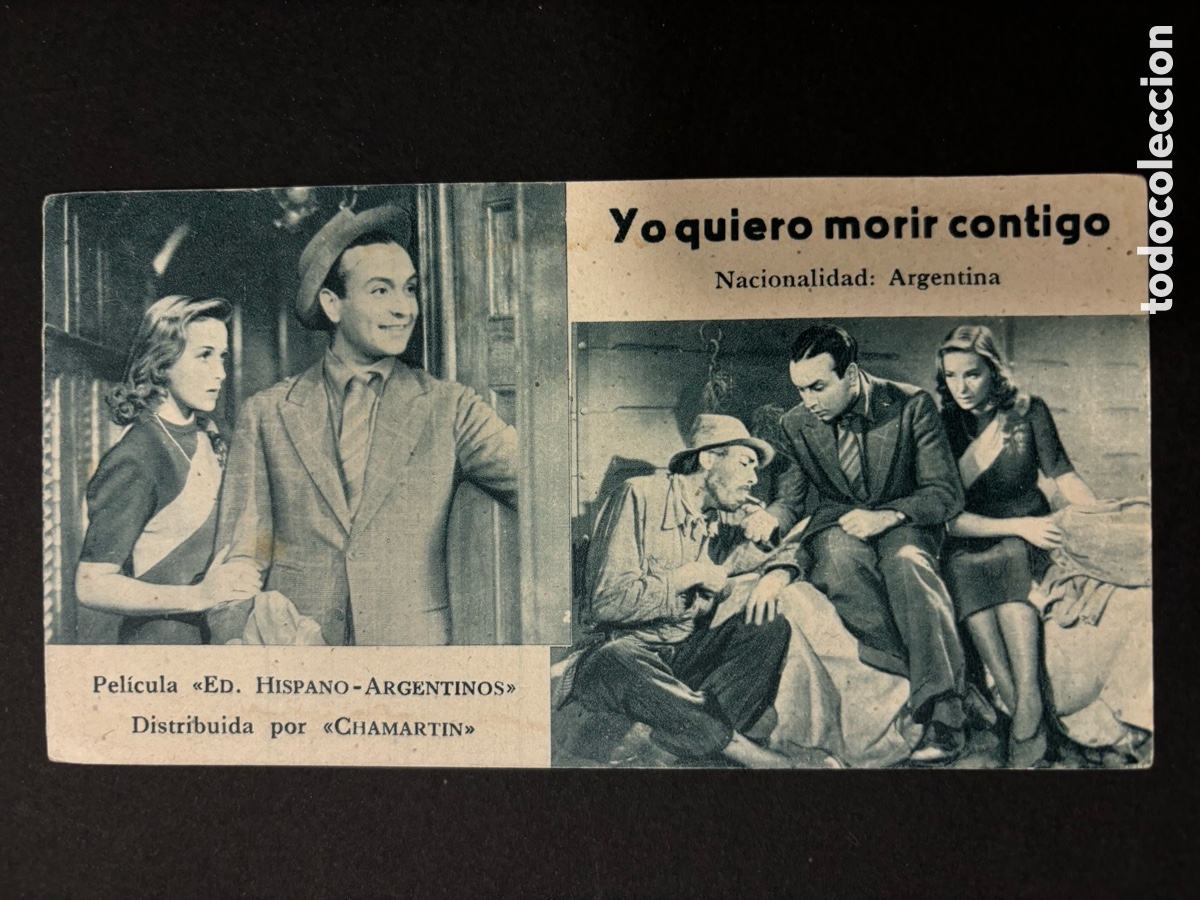 Yo quiero morir contigo
Nacionalidad: Argentina
Película «ED. HISPANO-ARGENTINOS»
Distribuida por «CHAMARTIN»
todocoleccion